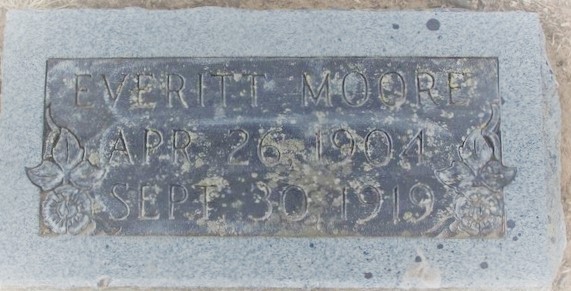 EVERITT MOORE
APR. 26, 1904
SEPT. 30 1919